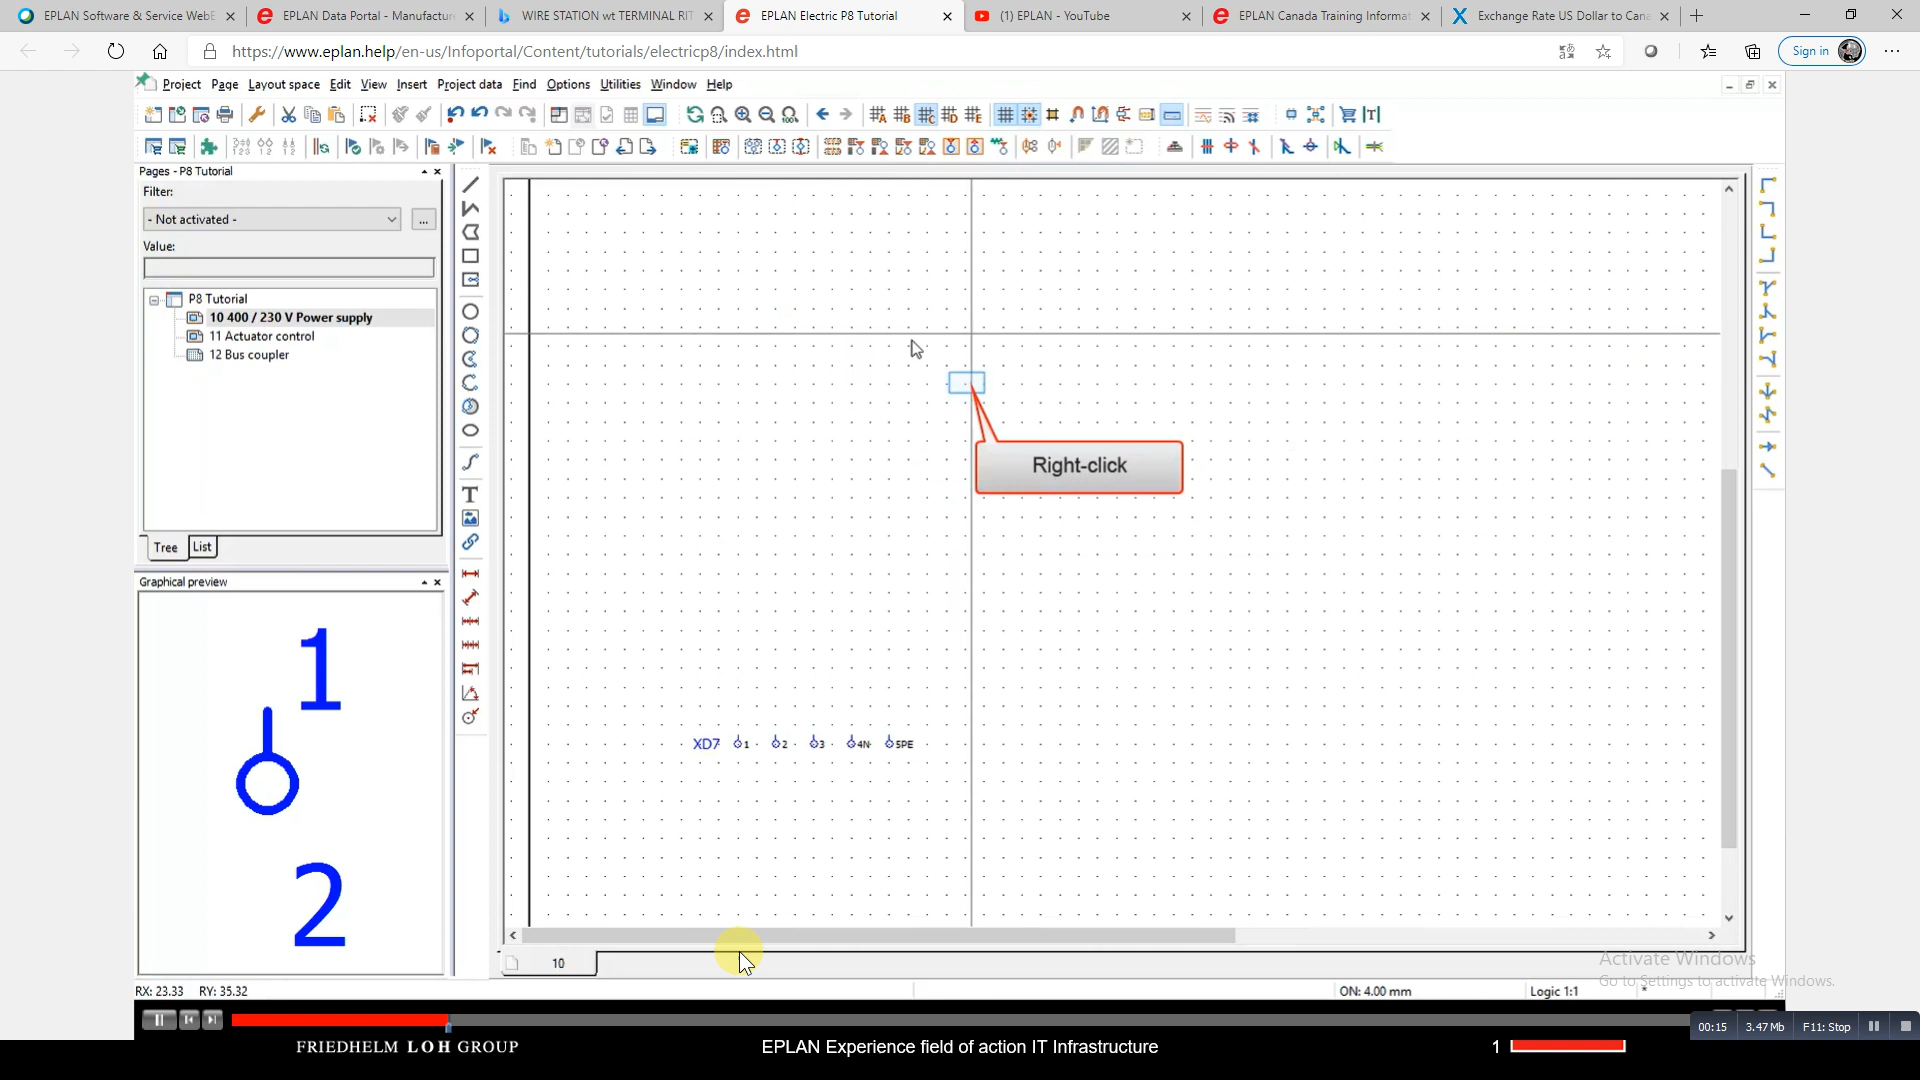 EPLAN Software & Service WebE
EPLAN Data Portal - Manufacture
WIRE STATION wt TERMINAL RIT
EPLAN Electric P8 Tutorial
(1) EPLAN - YouTube
EPLAN Canada Training Informat
Exchange Rate US Dollar to Cana
https://www.eplan.help/en-us/Infoportal/Content/tutorials/electricp8/index.html
Sign in
Project Page Layout space Edit View Insert Project data Find Options Utilities Window Help
Pages - P8 Tutorial
Filter:
- Not activated -
...
Value:
P8 Tutorial
10 400 / 230 V Power supply
11 Actuator control
12 Bus coupler
Tree
List
Graphical preview
1
2
Right-click
XD7 1 2 3 4N 5PE
10
Activate Windows
Go to Settings to activate Windows.
RX: 23.33 RY: 35.32
ON: 4.00 mm
Logic 1:1
*
00:15
3.47 Mb
F11: Stop
FRIEDHELM LOH GROUP
EPLAN Experience field of action IT Infrastructure
1